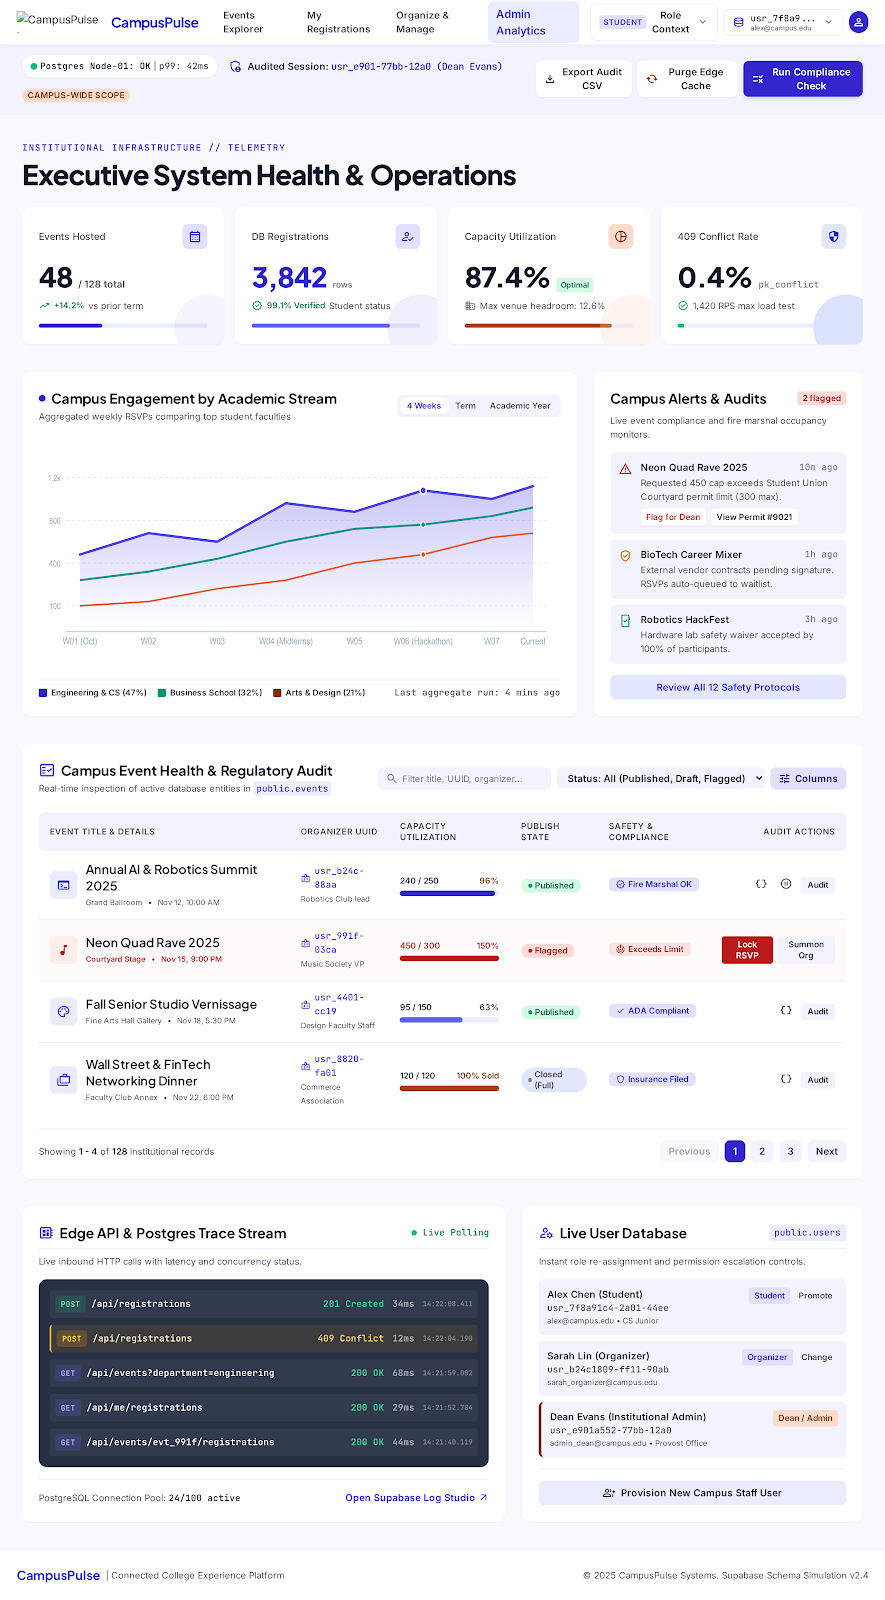 CampusPulse
CampusPulse
Events Explorer
My Registrations
Organize & Manage
Admin Analytics
STUDENT
Role Context
usr_7f8a9...
alex@campus.edu
Postgres Node-01: OK | p99: 42ms
Audited Session: usr_e901-77bb-12a0 (Dean Evans)
CAMPUS-WIDE SCOPE
Export Audit CSV
Purge Edge Cache
Run Compliance Check
INSTITUTIONAL INFRASTRUCTURE // TELEMETRY
Executive System Health & Operations
Events Hosted
48 / 128 total
+14.2% vs prior term
DB Registrations
3,842 rows
99.1% Verified Student status
Capacity Utilization
87.4% Optimal
Max venue headroom: 12.6%
409 Conflict Rate
0.4% pk_conflict
1,420 RPS max load test
Campus Engagement by Academic Stream
Aggregated weekly RSVPs comparing top student faculties
4 Weeks
Term
Academic Year
1.2k
800
400
100
W01 (Oct)
W02
W03
W04 (Midterms)
W05
W06 (Hackathon)
W07
Current
Engineering & CS (47%)
Business School (32%)
Arts & Design (21%)
Last aggregate run: 4 mins ago
Campus Alerts & Audits
2 flagged
Live event compliance and fire marshal occupancy
monitors.
Neon Quad Rave 2025
10m ago
Requested 450 cap exceeds Student Union
Courtyard permit limit (300 max).
Flag for Dean
View Permit #9021
BioTech Career Mixer
1h ago
External vendor contracts pending signature.
RSVPs auto-queued to waitlist.
Robotics HackFest
3h ago
Hardware lab safety waiver accepted by
100% of participants.
Review All 12 Safety Protocols
Campus Event Health & Regulatory Audit
Real-time inspection of active database entities in public.events
Filter title, UUID, organizer...
Status: All (Published, Draft, Flagged)
Columns
EVENT TITLE & DETAILS
ORGANIZER UUID
CAPACITY UTILIZATION
PUBLISH STATE
SAFETY & COMPLIANCE
AUDIT ACTIONS
Annual AI & Robotics Summit
2025
Grand Ballroom • Nov 12, 10:00 AM
usr_b24c-
88aa
Robotics Club lead
240 / 250
96%
Published
Fire Marshal OK
{}
Audit
Neon Quad Rave 2025
Courtyard Stage • Nov 15, 9:00 PM
usr_991f-
03ca
Music Society VP
450 / 300
150%
Flagged
Exceeds Limit
Lock RSVP
Summon Org
Fall Senior Studio Vernissage
Fine Arts Hall Gallery • Nov 18, 5:30 PM
usr_4401-
cc19
Design Faculty Staff
95 / 150
63%
Published
ADA Compliant
{}
Audit
Wall Street & FinTech
Networking Dinner
Faculty Club Annex • Nov 22, 6:00 PM
usr_8820-
fa01
Commerce
Association
120 / 120
100% Sold
Closed (Full)
Insurance Filed
{}
Audit
Showing 1 - 4 of 128 institutional records
Previous
1
2
3
Next
Edge API & Postgres Trace Stream
Live Polling
Live inbound HTTP calls with latency and concurrency status.
POST /api/registrations 201 Created 34ms 14:22:08.411
POST /api/registrations 409 Conflict 12ms 14:22:04.198
GET /api/events?department=engineering 200 OK 68ms 14:21:59.002
GET /api/me/registrations 200 OK 29ms 14:21:52.784
GET /api/events/evt_991f/registrations 200 OK 44ms 14:21:40.119
PostgreSQL Connection Pool: 24/100 active
Open Supabase Log Studio
Live User Database
public.users
Instant role re-assignment and permission escalation controls.
Alex Chen (Student)
usr_7f8a91c4-2a01-44ee
alex@campus.edu • CS Junior
Student
Promote
Sarah Lin (Organizer)
usr_b24c1809-ff11-90ab
sarah_organizer@campus.edu
Organizer
Change
Dean Evans (Institutional Admin)
usr_e901a552-77bb-12a0
admin_dean@campus.edu • Provost Office
Dean / Admin
Provision New Campus Staff User
CampusPulse | Connected College Experience Platform
© 2025 CampusPulse Systems. Supabase Schema Simulation v2.4